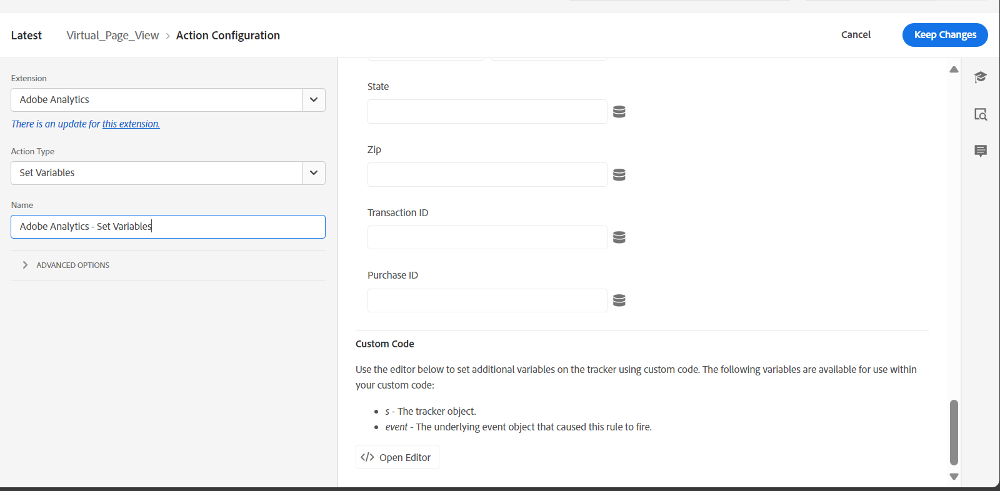 Latest Virtual_Page_View > Action Configuration Cancel Keep Changes
Extension
Adobe Analytics
There is an update for this extension.
Action Type
Set Variables
Name
Adobe Analytics - Set Variables
ADVANCED OPTIONS
State
Zip
Transaction ID
Purchase ID
Custom Code
Use the editor below to set additional variables on the tracker using custom code. The following variables are available for use within
your custom code:
• s - The tracker object.
• event - The underlying event object that caused this rule to fire.
</> Open Editor